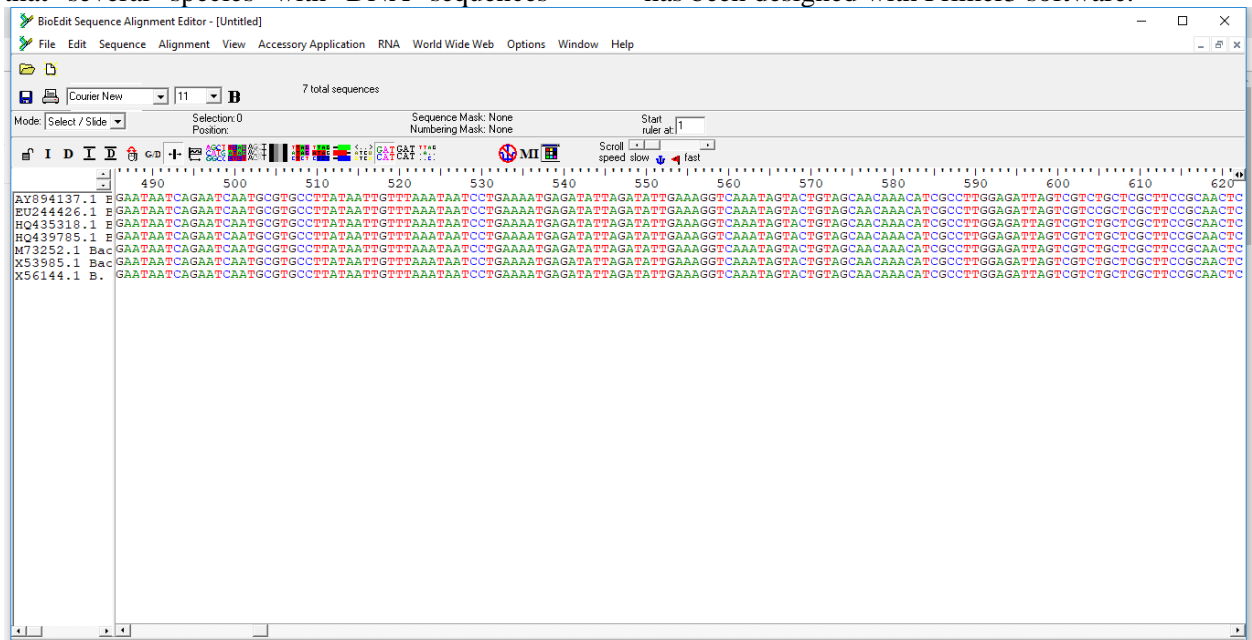 that several species with DNA sequences has been designed with Primer3 software.
BioEdit Sequence Alignment Editor - [Untitled]
File Edit Sequence Alignment View Accessory Application RNA World Wide Web Options Window Help
Courier New 11 B 7 total sequences
Mode: Select / Slide Selection: 0 Position: Sequence Mask: None Numbering Mask: None Start ruler at: 1
I D I D G/D MI Scroll speed slow fast
490 500 510 520 530 540 550 560 570 580 590 600 610 620
AY894137.1 B GAATAATCAGAATCAATGCGTGCCTTATAATTGTTTAAATAATCCTGAAAATGAGATATTAGATATTGAAAGGTCAAATAGTACTGTAGCAACAAACATCGCCTTGGAGATTAGTCGTCTGCTCGCTTCCGCAACTC
EU244426.1 B GAATAATCAGAATCAATGCGTGCCTTATAATTGTTTAAATAATCCTGAAAATGAGATATTAGATATTGAAAGGTCAAATAGTACTGTAGCAACAAACATCGCCTTGGAGATTAGTCGTCCGCTCGCTTCCGCAACTC
HQ435318.1 B GAATAATCAGAATCAATGCGTGCCTTATAATTGTTTAAATAATCCTGAAAATGAGATATTAGATATTGAAAGGTCAAATAGTACTGTAGCAACAAACATCGCCTTGGAGATTAGTCGTCTGCTCGCTTCCGCAACTC
HQ439785.1 B GAATAATCAGAATCAATGCGTGCCTTATAATTGTTTAAATAATCCTGAAAATGAGATATTAGATATTGAAAGGTCAAATAGTACTGTAGCAACAAACATCGCCTTGGAGATTAGTCGTCTGCTCGCTTCCGCAACTC
M73252.1 Bac GAATAATCAGAATCAATGCGTGCCTTATAATTGTTTAAATAATCCTGAAAATGAGATATTAGATATTGAAAGGTCAAATAGTACTGTAGCAACAAACATCGCCTTGGAGATTAGTCGTCTGCTCGCTTCCGCAACTC
X53985.1 Bac GAATAATCAGAATCAATGCGTGCCTTATAATTGTTTAAATAATCCTGAAAATGAGATATTAGATATTGAAAGGTCAAATAGTACTGTAGCAACAAACATCGCCTTGGAGATTAGTCGTCTGCTCGCTTCCGCAACTC
X56144.1 B. GAATAATCAGAATCAATGCGTGCCTTATAATTGTTTAAATAATCCTGAAAATGAGATATTAGATATTGAAAGGTCAAATAGTACTGTAGCAACAAACATCGCCTTGGAGATTAGTCGTCTGCTCGCTTCCGCAACTC